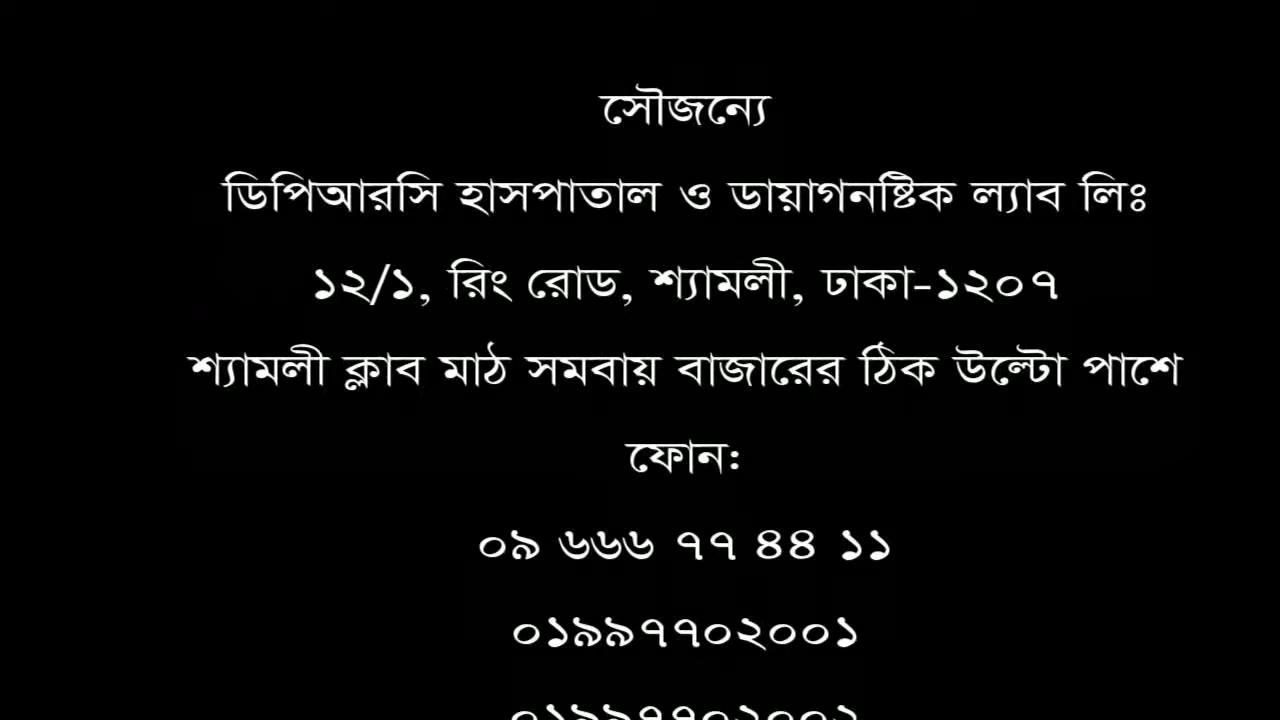 সৌজন্যে
ডিপিআরসি হাসপাতাল ও ডায়াগনষ্টিক ল্যাব লিঃ
১২/১, রিং রোড, শ্যামলী, ঢাকা-১২০৭
শ্যামলী ক্লাব মাঠ সমবায় বাজারের ঠিক উল্টো পাশে
ফোন:
০৯ ৬৬৬ ৭৭ ৪৪ ১১
০১৯৯৭৭০২০০১